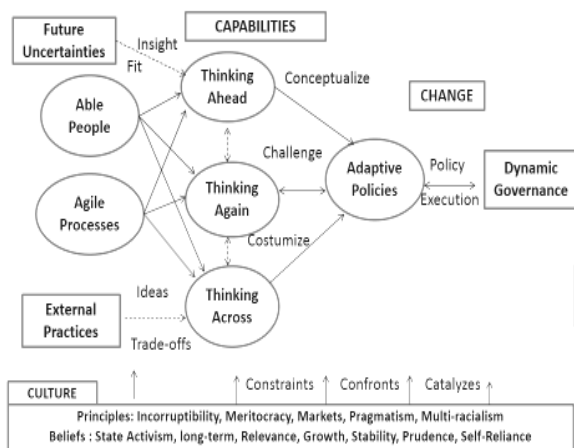 CAPABILITIES
Future
Uncertainties
Insight
Fit
Thinking
Ahead
Conceptualize
CHANGE
Able
People
Challenge
Adaptive
Policies
Policy
Execution
Dynamic
Governance
Thinking
Again
Agile
Processes
Costumize
Ideas
External
Practices
Trade-offs
Thinking
Across
CULTURE
Constraints
Confronts
Catalyzes
Principles: Incorruptibility, Meritocracy, Markets, Pragmatism, Multi-racialism
Beliefs : State Activism, long-term, Relevance, Growth, Stability, Prudence, Self-Reliance